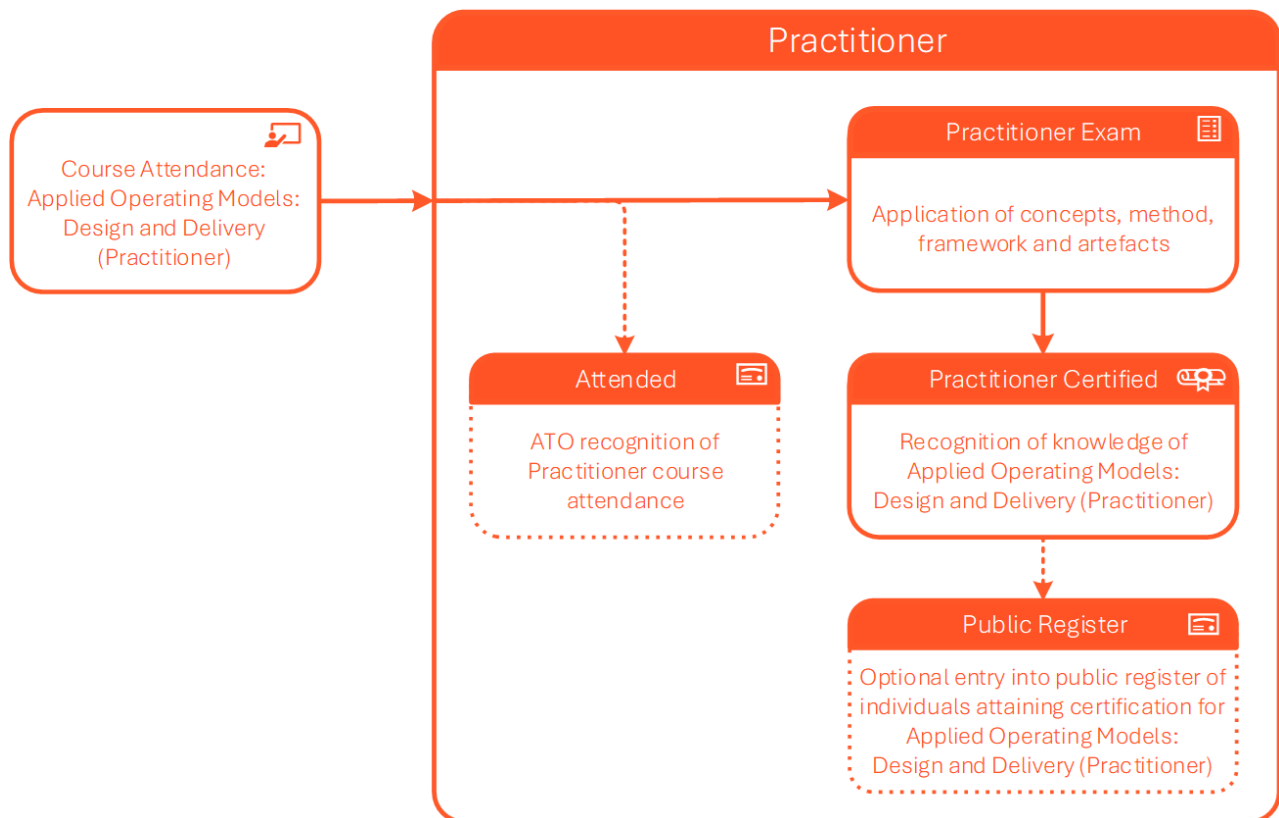 Practitioner
Course Attendance:
Applied Operating Models:
Design and Delivery
(Practitioner)
Practitioner Exam
Application of concepts, method,
framework and artefacts
Attended
ATO recognition of
Practitioner course
attendance
Practitioner Certified
Recognition of knowledge of
Applied Operating Models:
Design and Delivery (Practitioner)
Public Register
Optional entry into public register of
individuals attaining certification for
Applied Operating Models:
Design and Delivery (Practitioner)